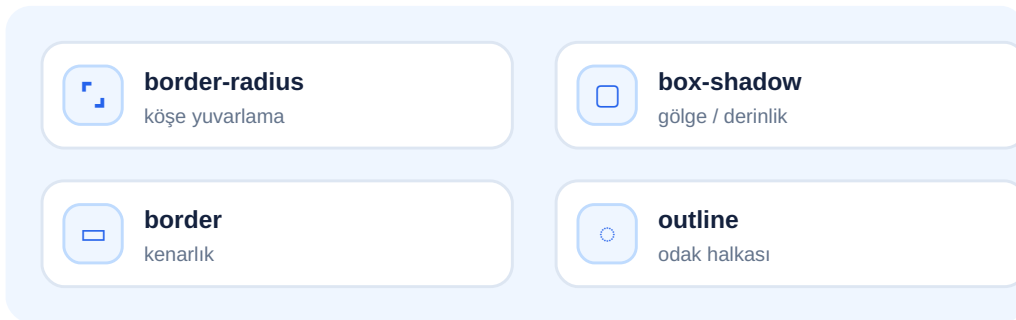 border-radius
köşe yuvarlama
box-shadow
gölge / derinlik
border
kenarlık
outline
odak halkası